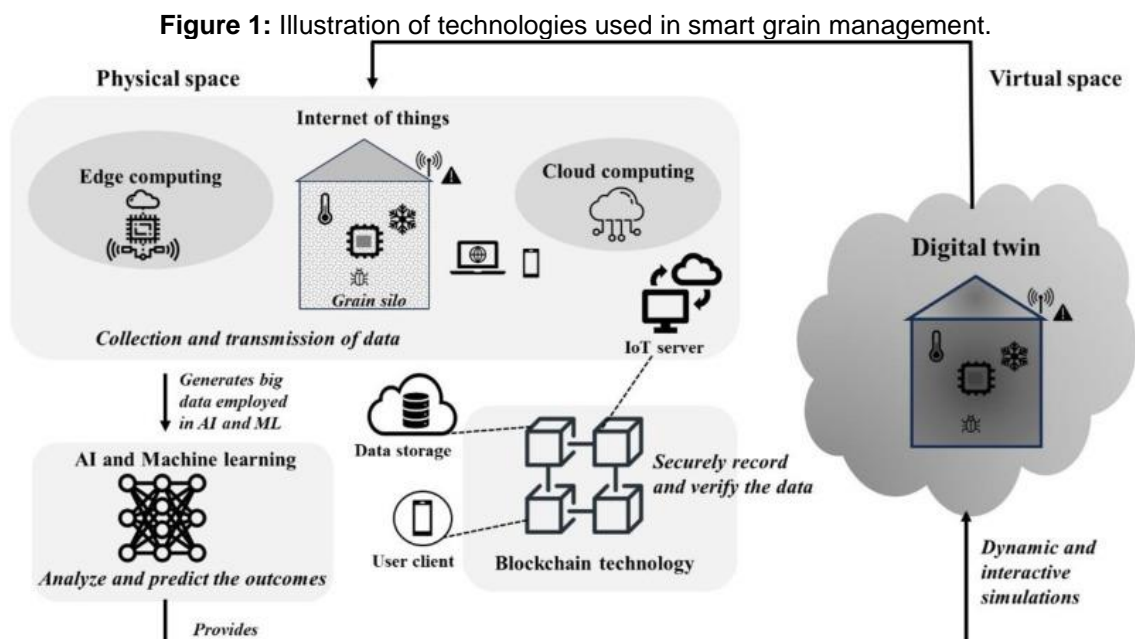 Figure 1: Illustration of technologies used in smart grain management.
Physical space
Virtual space
Internet of things
Edge computing
Cloud computing
Grain silo
Collection and transmission of data
IoT server
Digital twin
Generates big
data employed
in AI and ML
Data storage
AI and Machine learning
Securely record
and verify the data
User client
Blockchain technology
Analyze and predict the outcomes
Dynamic and
interactive
simulations
Provides